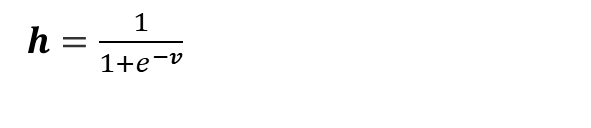 h = 1/(1+e^{-v})